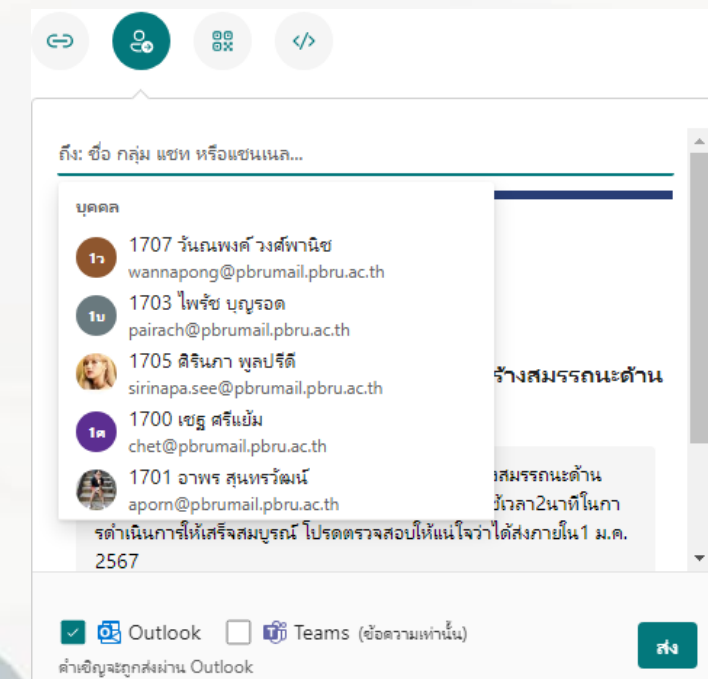 ถึง: ชื่อ กลุ่ม แชท หรือแชนเนล...
บุคคล
1ว
1707 วันณพงค์ วงศ์พานิช
wannapong@pbrumail.pbru.ac.th
1บ
1703 ไพรัช บุญรอด
pairach@pbrumail.pbru.ac.th
1705 ศิรินภา พูลปรีดี
sirinapa.see@pbrumail.pbru.ac.th
ร้างสมรรถนะด้าน
1ศ
1700 เชฐ ศรีแย้ม
chet@pbrumail.pbru.ac.th
1701 อาพร สุนทรวัฒน์
งสมรรถนะด้าน
aporn@pbrumail.pbru.ac.th
ช้เวลา2นาทีในกา
รดำเนินการให้เสร็จสมบูรณ์ โปรดตรวจสอบให้แน่ใจว่าได้ส่งภายใน1 ม.ค.
2567
Outlook Teams (ข้อความเท่านั้น)
ส่ง
คำเชิญจะถูกส่งผ่าน Outlook